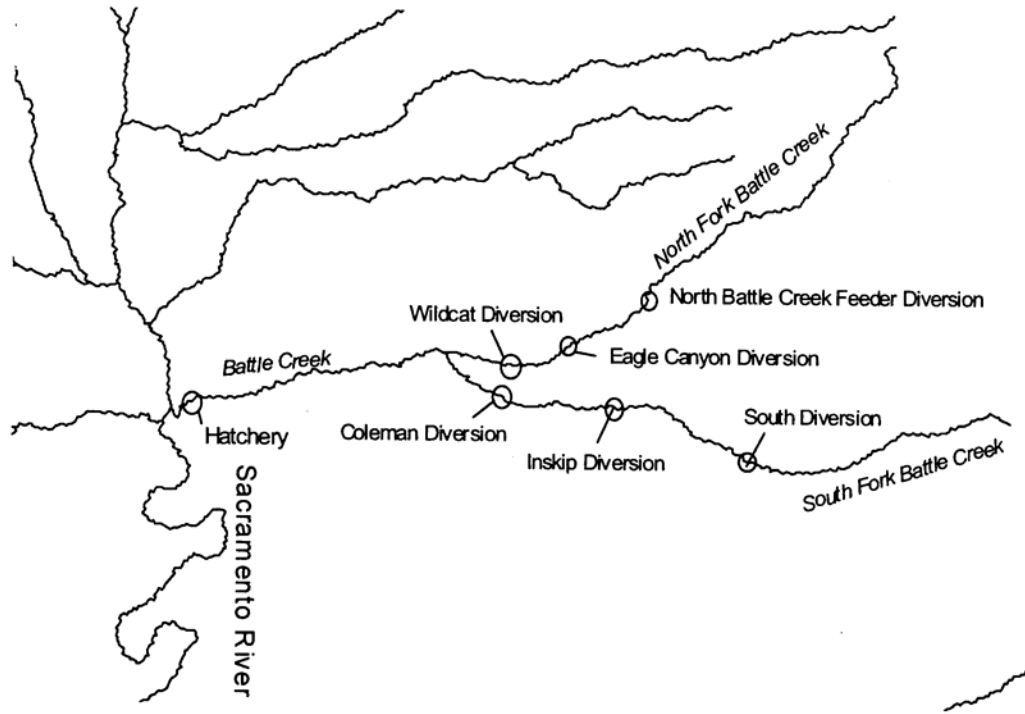 North Fork Battle Creek
North Battle Creek Feeder Diversion
Wildcat Diversion
Eagle Canyon Diversion
Battle Creek
Hatchery
Coleman Diversion
South Diversion
Inskip Diversion
South Fork Battle Creek
Sacramento River